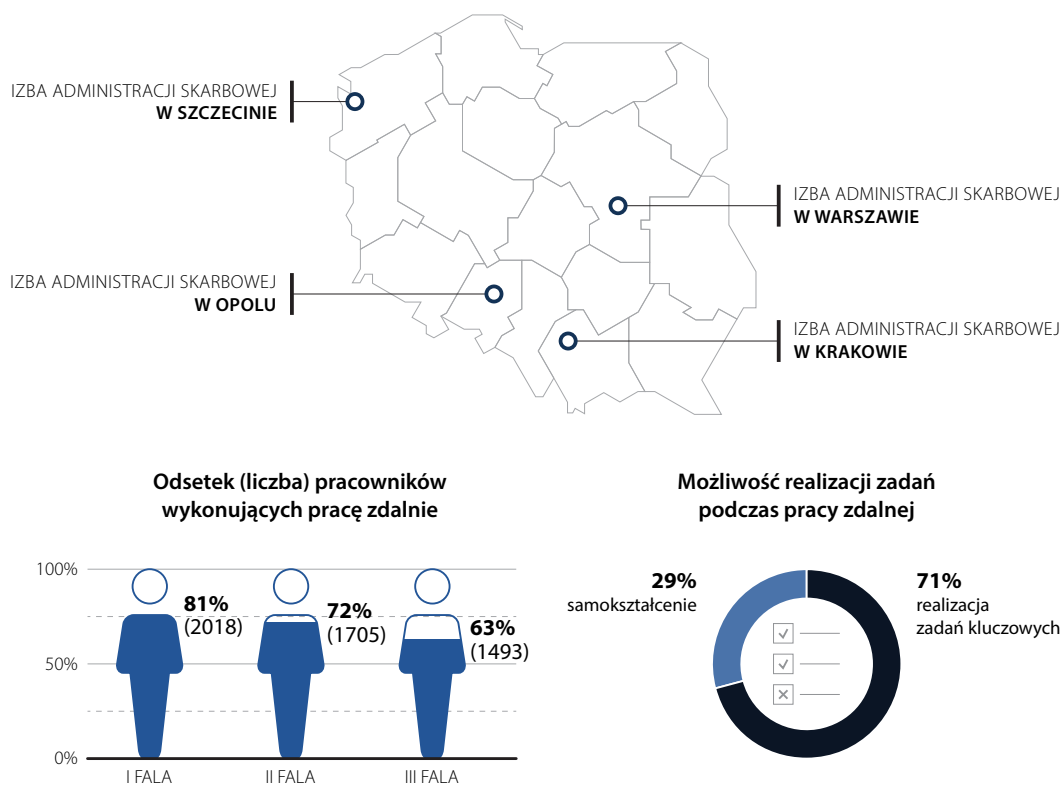 IZBA ADMINISTRACJI SKARBOWEJ
W SZCZECINIE
IZBA ADMINISTRACJI SKARBOWEJ
W WARSZAWIE
IZBA ADMINISTRACJI SKARBOWEJ
W OPOLU
IZBA ADMINISTRACJI SKARBOWEJ
W KRAKOWIE
Odsetek (liczba) pracowników
wykonujących pracę zdalnie
100%
50%
0%
81%
(2018)
72%
(1705)
63%
(1493)
I FALA
II FALA
III FALA
Możliwość realizacji zadań
podczas pracy zdalnej
29%
samokształcenie
71%
realizacja
zadań kluczowych